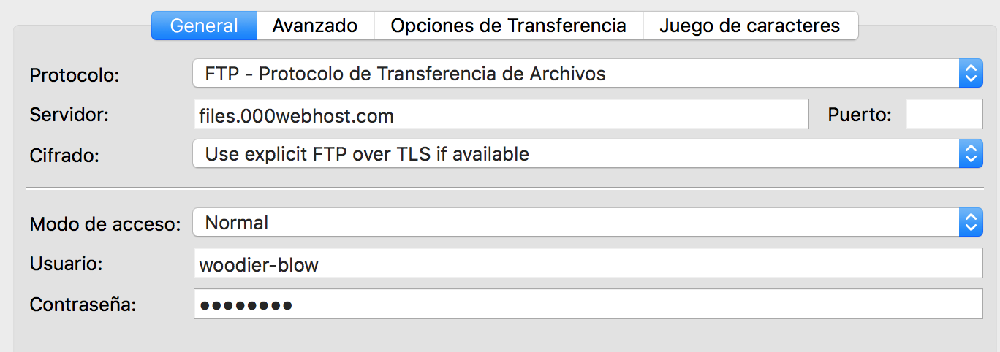 General Avanzado Opciones de Transferencia Juego de caracteres
Protocolo: FTP - Protocolo de Transferencia de Archivos
Servidor: files.000webhost.com Puerto:
Cifrado: Use explicit FTP over TLS if available
Modo de acceso: Normal
Usuario: woodier-blow
Contraseña: ●●●●●●●●